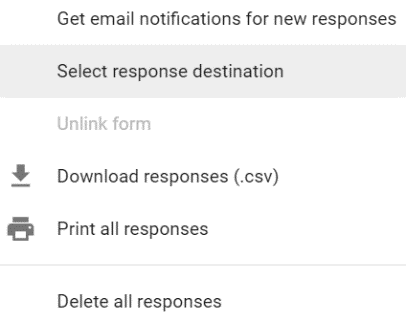 Get email notifications for new responses
Select response destination
Unlink form
Download responses (.csv)
Print all responses
Delete all responses